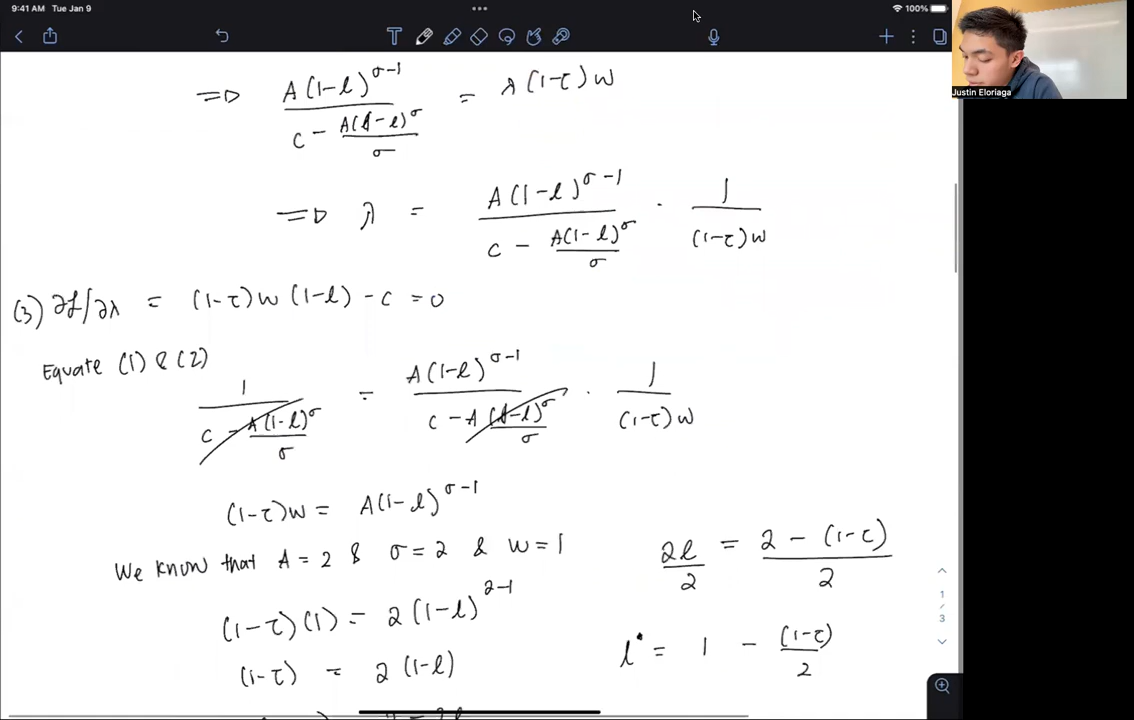 9:41 AM Tue Jan 9
100%
Justin Eloriaga
=> A(1-l)^{σ-1} / (c - A(1-l)^σ/σ) = λ(1-τ)w
=> λ = A(1-l)^{σ-1} / (c - A(1-l)^σ/σ) · 1/((1-τ)w)
(3) ∂ℒ/∂λ = (1-τ)w(1-l) - c = 0
Equate (1) & (2)
1 / (c - A(1-l)^σ/σ) = A(1-l)^{σ-1} / (c - A(1-l)^σ/σ) · 1/((1-τ)w)
(1-τ)w = A(1-l)^{σ-1}
We know that A = 2 & σ = 2 & w = 1
(1-τ)(1) = 2(1-l)^{2-1}
(1-τ) = 2(1-l)
2l/2 = (2 - (1-τ))/2
l* = 1 - (1-τ)/2
1
/
3